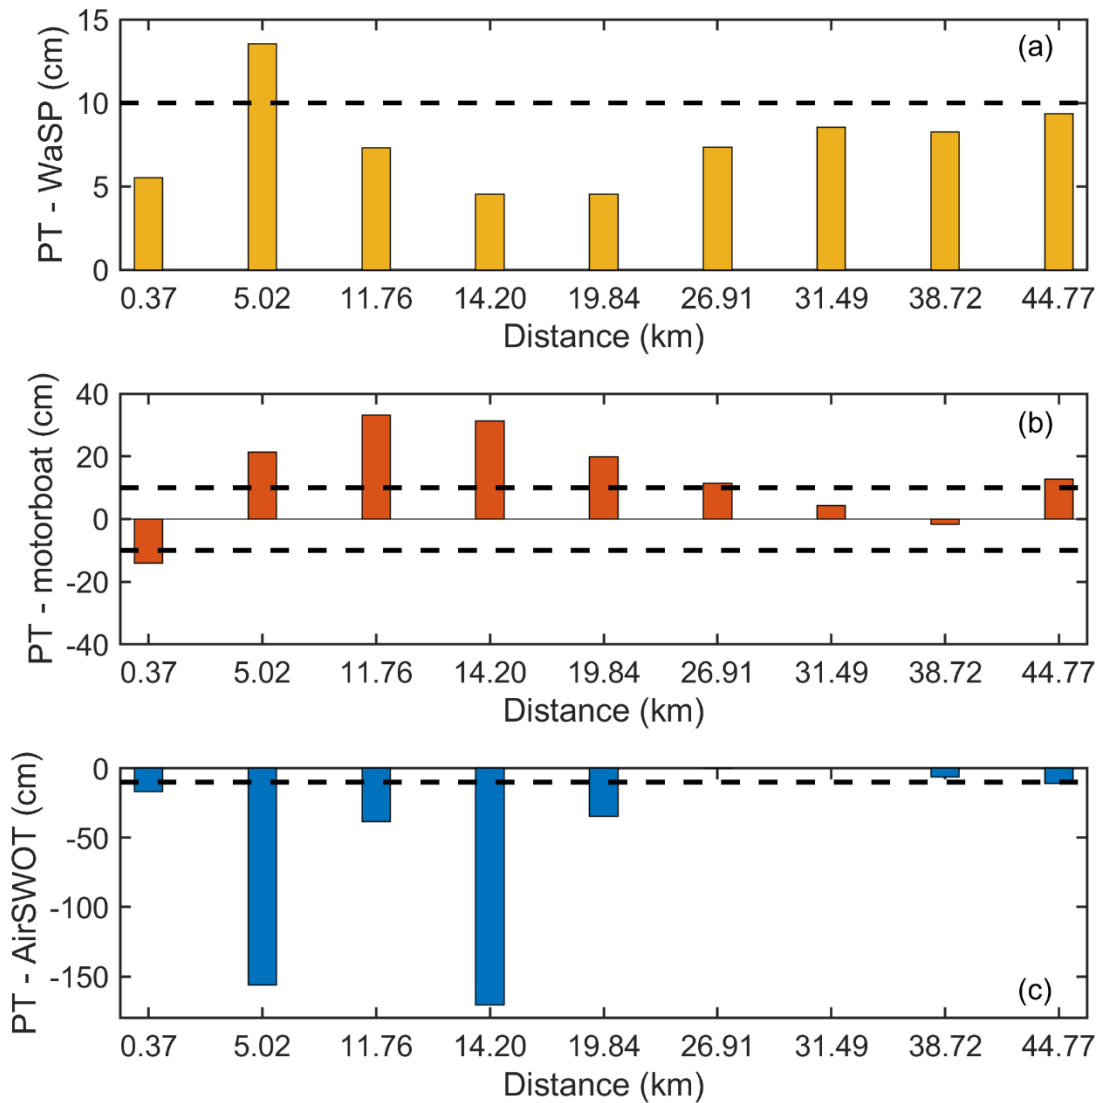 (a)
PT - WaSP (cm)
15
10
5
0
0.37 5.02 11.76 14.20 19.84 26.91 31.49 38.72 44.77
Distance (km)
(b)
PT - motorboat (cm)
40
20
0
-20
-40
0.37 5.02 11.76 14.20 19.84 26.91 31.49 38.72 44.77
Distance (km)
PT - AirSWOT (cm)
0
-50
-100
-150
(c)
0.37 5.02 11.76 14.20 19.84 26.91 31.49 38.72 44.77
Distance (km)